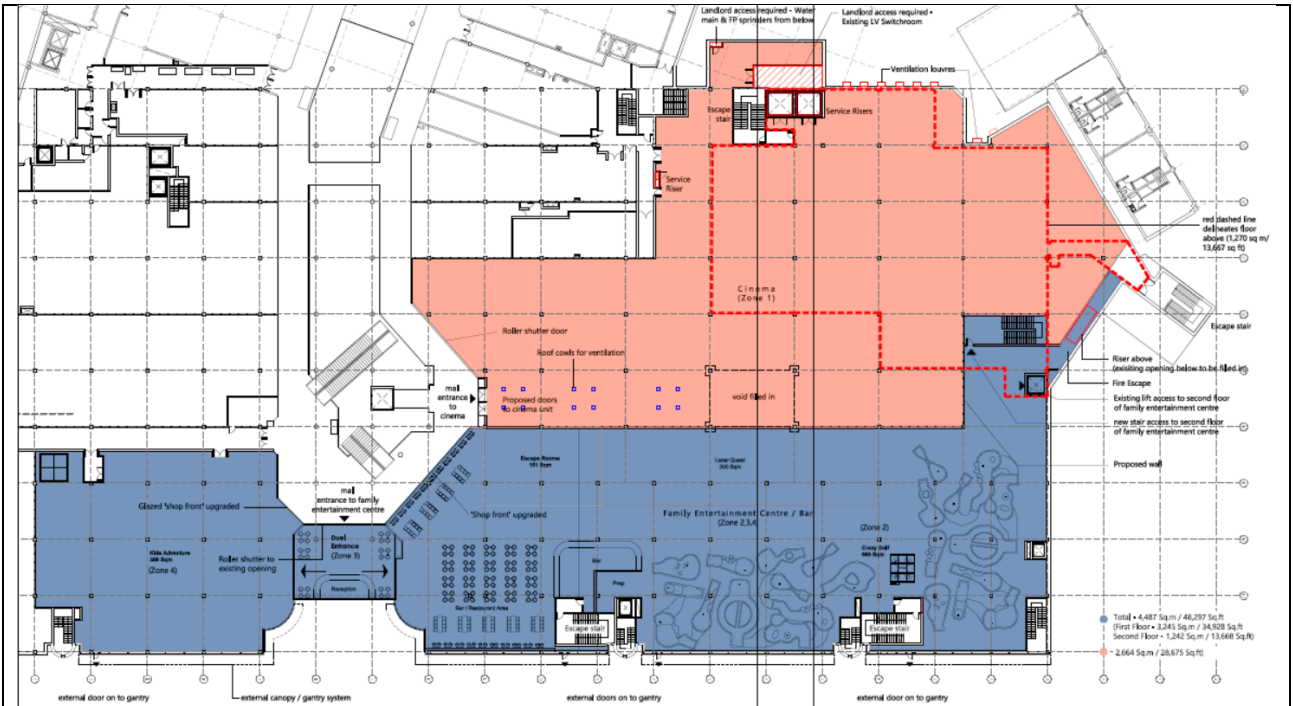 Landlord access required - Water
main & FP sprinklers from below
Landlord access required •
Existing LV Switchroom
Ventilation louvres
Escape
stair
Service Risers
Service
Riser
red dashed line
delineates floor
above (1,270 sq m/
13,667 sq ft)
Cinema
(Zone 1)
Roller shutter door
Roof cowls for ventilation
Escape stair
Riser above
(exisiting opening below to be filled in)
Fire Escape
mall
entrance
to
cinema
Proposed doors
to cinema unit
void filled in
Existing lift access to second floor
of family entertainment centre
new stair access to second floor
of family entertainment centre
Proposed wall
Escape Rooms
151 Sqm
Laser Quest
300 Sqm
mall
entrance to family
entertainment centre
Glazed 'shop front' upgraded
'Shop front' upgraded
Family Entertainment Centre / Bar
(Zone 2,3,4)
(Zone 2)
Crazy Golf
Dual
Entrance
(Zone 3)
Kids Adventure
(Zone 4)
Roller shutter to
existing opening
Bar
Prep
Reception
Bar / Restaurant Area
Escape stair
Escape stair
Total • 4,487 Sq.m / 48,297 Sq.ft
(First Floor • 3,245 Sq.m / 34,928 Sq.ft
Second Floor • 1,242 Sq.m / 13,668 Sq.ft)
2,664 Sq.m / 28,675 Sq.ft)
external door on to gantry
external canopy / gantry system
external doors on to gantry
external door on to gantry